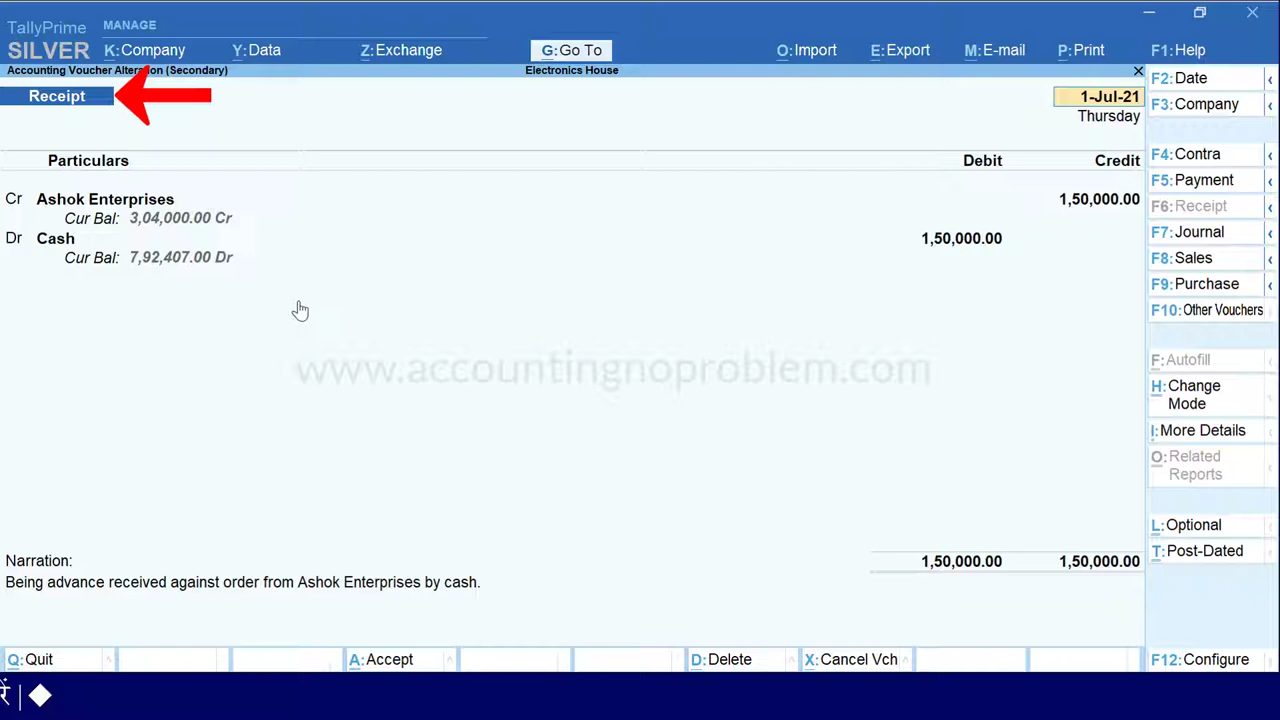 TallyPrime
MANAGE
SILVER
K:Company
Y:Data
Z:Exchange
G:Go To
O:Import
E:Export
M:E-mail
P:Print
F1:Help
Accounting Voucher Alteration (Secondary)
Electronics House
Receipt
1-Jul-21
Thursday
Particulars Debit Credit
Cr Ashok Enterprises 1,50,000.00
Cur Bal: 3,04,000.00 Cr
Dr Cash 1,50,000.00
Cur Bal: 7,92,407.00 Dr
www.accountingnoproblem.com
Narration: 1,50,000.00 1,50,000.00
Being advance received against order from Ashok Enterprises by cash.
F2:Date
F3:Company
F4:Contra
F5:Payment
F6:Receipt
F7:Journal
F8:Sales
F9:Purchase
F10:Other Vouchers
F:Autofill
H:Change
Mode
I:More Details
O:Related
Reports
L:Optional
T:Post-Dated
Q:Quit
A:Accept
D:Delete
X:Cancel Vch
F12:Configure